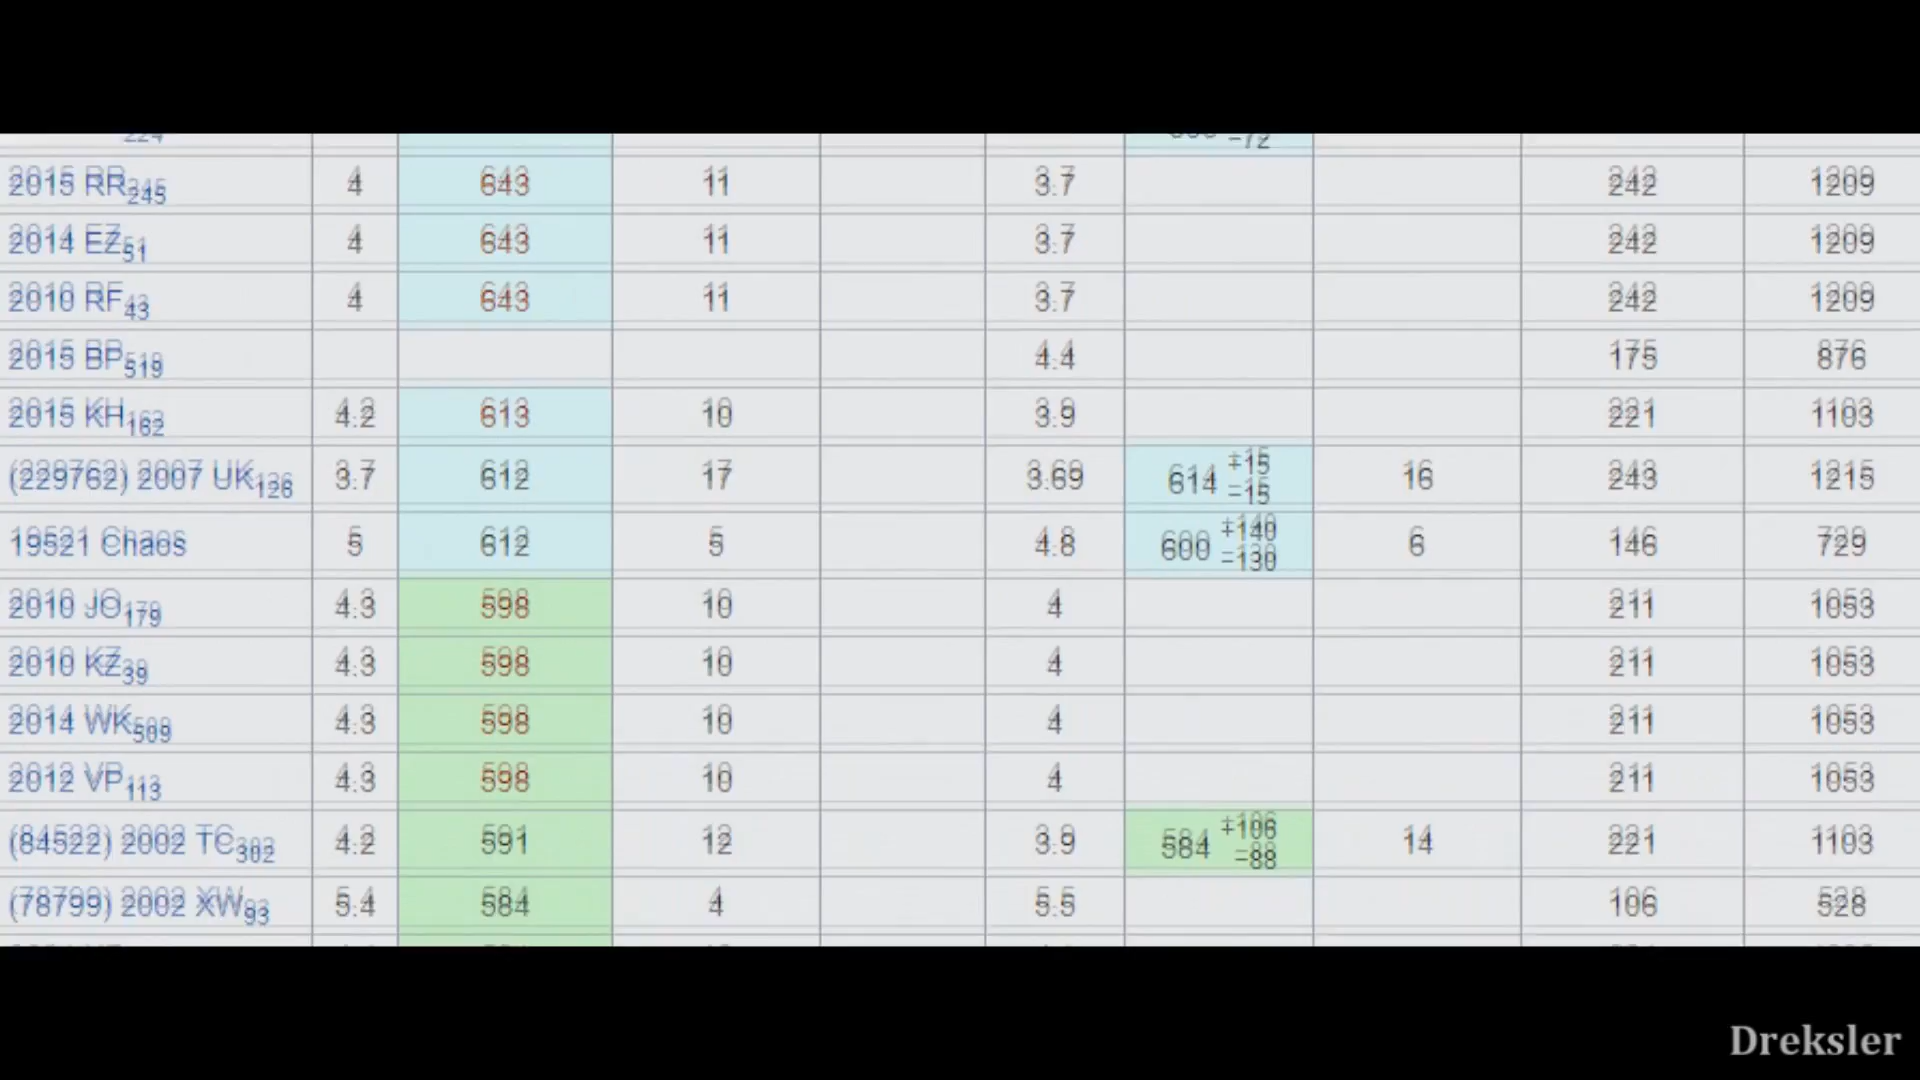 2015 RR245 4 643 11 3.7 242 1209
2014 EZ51 4 643 11 3.7 242 1209
2010 RF43 4 643 11 3.7 242 1209
2015 BP519 4.4 175 876
2015 KH162 4.2 613 10 3.9 221 1103
(229762) 2007 UK126 3.7 612 17 3.69 614 +15 −15 16 243 1215
19521 Chaos 5 612 5 4.8 600 +140 −130 6 146 729
2010 JO179 4.3 598 10 4 211 1053
2010 KZ39 4.3 598 10 4 211 1053
2014 WK509 4.3 598 10 4 211 1053
2012 VP113 4.3 598 10 4 211 1053
(84522) 2002 TC302 4.2 591 12 3.9 584 +106 −88 14 221 1103
(78799) 2002 XW93 5.4 584 4 5.5 106 528
Dreksler